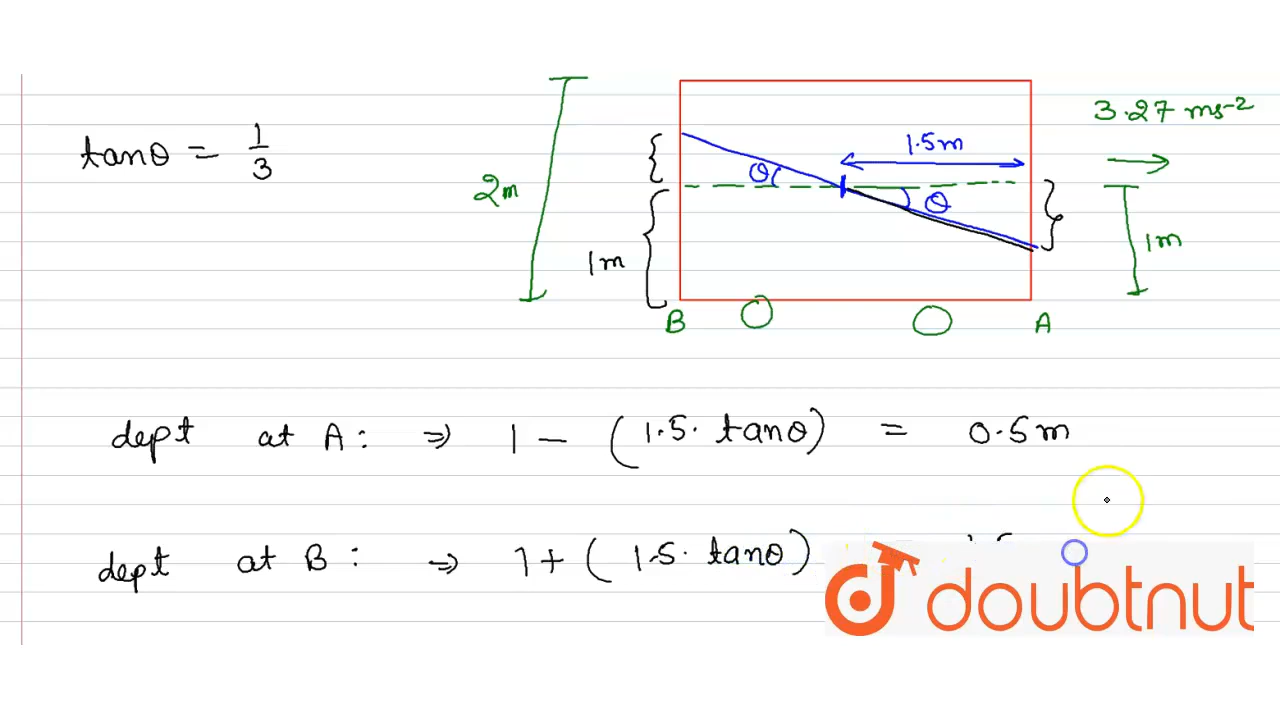 3.27 ms-2
tanθ = 1/3
1.5m
θ
θ
2m
1m
1m
B
A
dept at A: ⇒ 1 - (1.5. tanθ) = 0.5m
dept at B: ⇒ 1+ (1.5. tanθ)
doubtnut